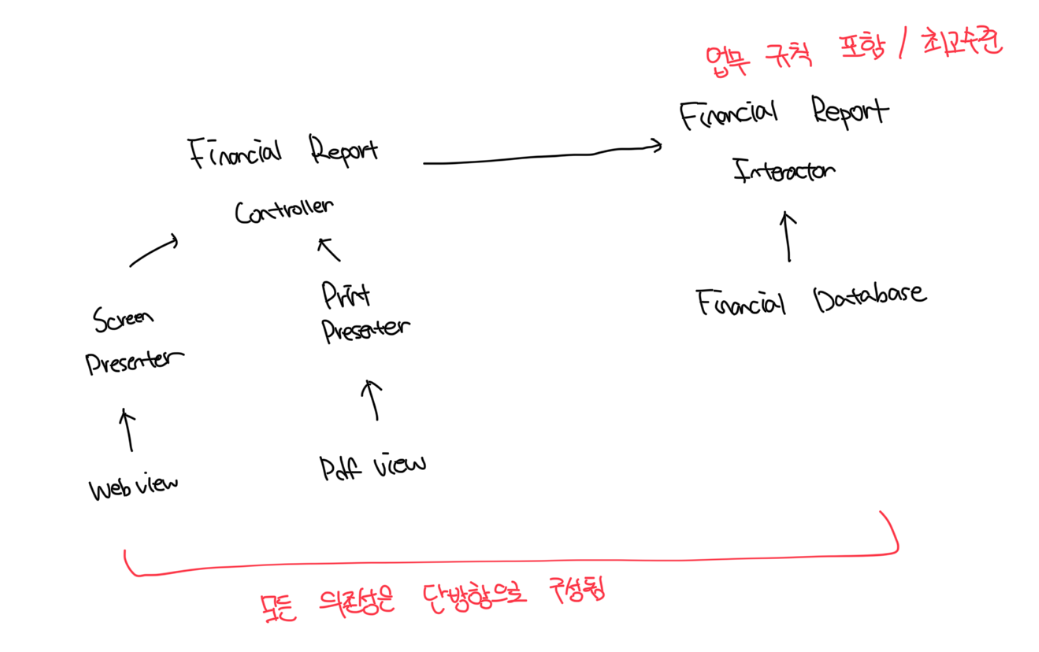 업무 규칙 포함 / 최고수준
Financial Report
Interactor
Financial Report
Controller
Screen
Presenter
Print
Presenter
Financial Database
Web view
Pdf view
모든 의존성은 단방향으로 구성됨